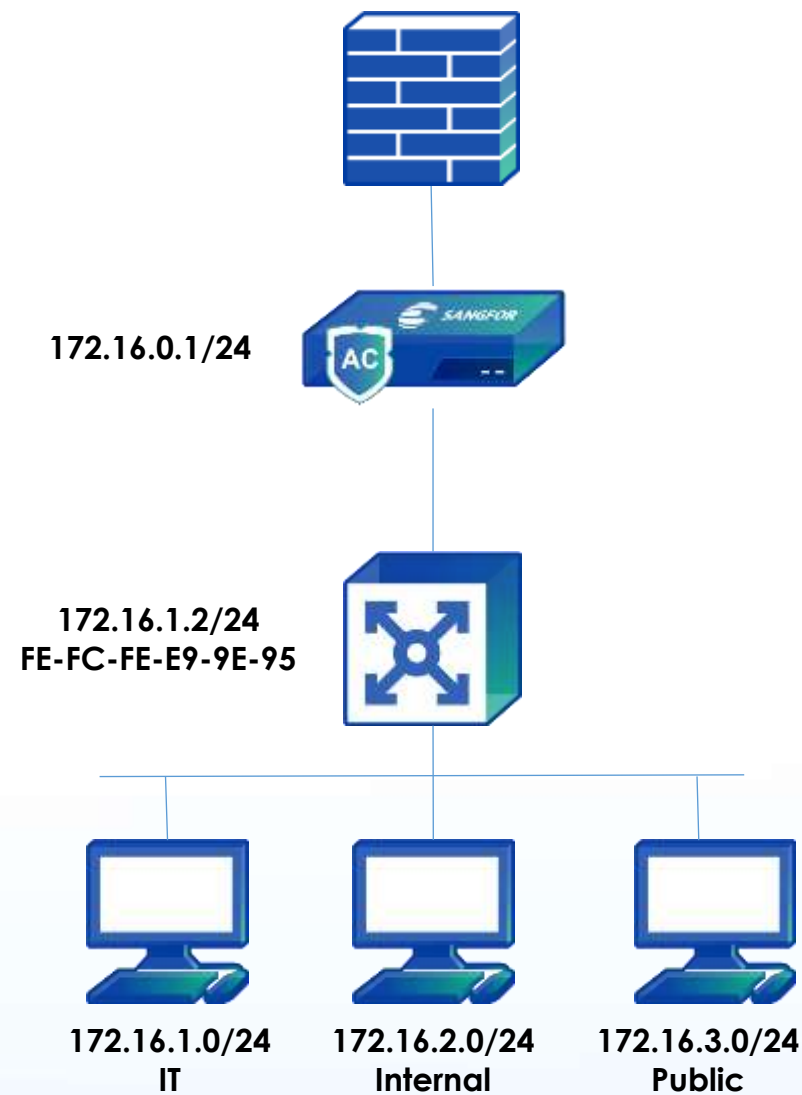 SANGFOR
172.16.0.1/24
AC
172.16.1.2/24
FE-FC-FE-E9-9E-95
172.16.1.0/24
IT
172.16.2.0/24
Internal
172.16.3.0/24
Public